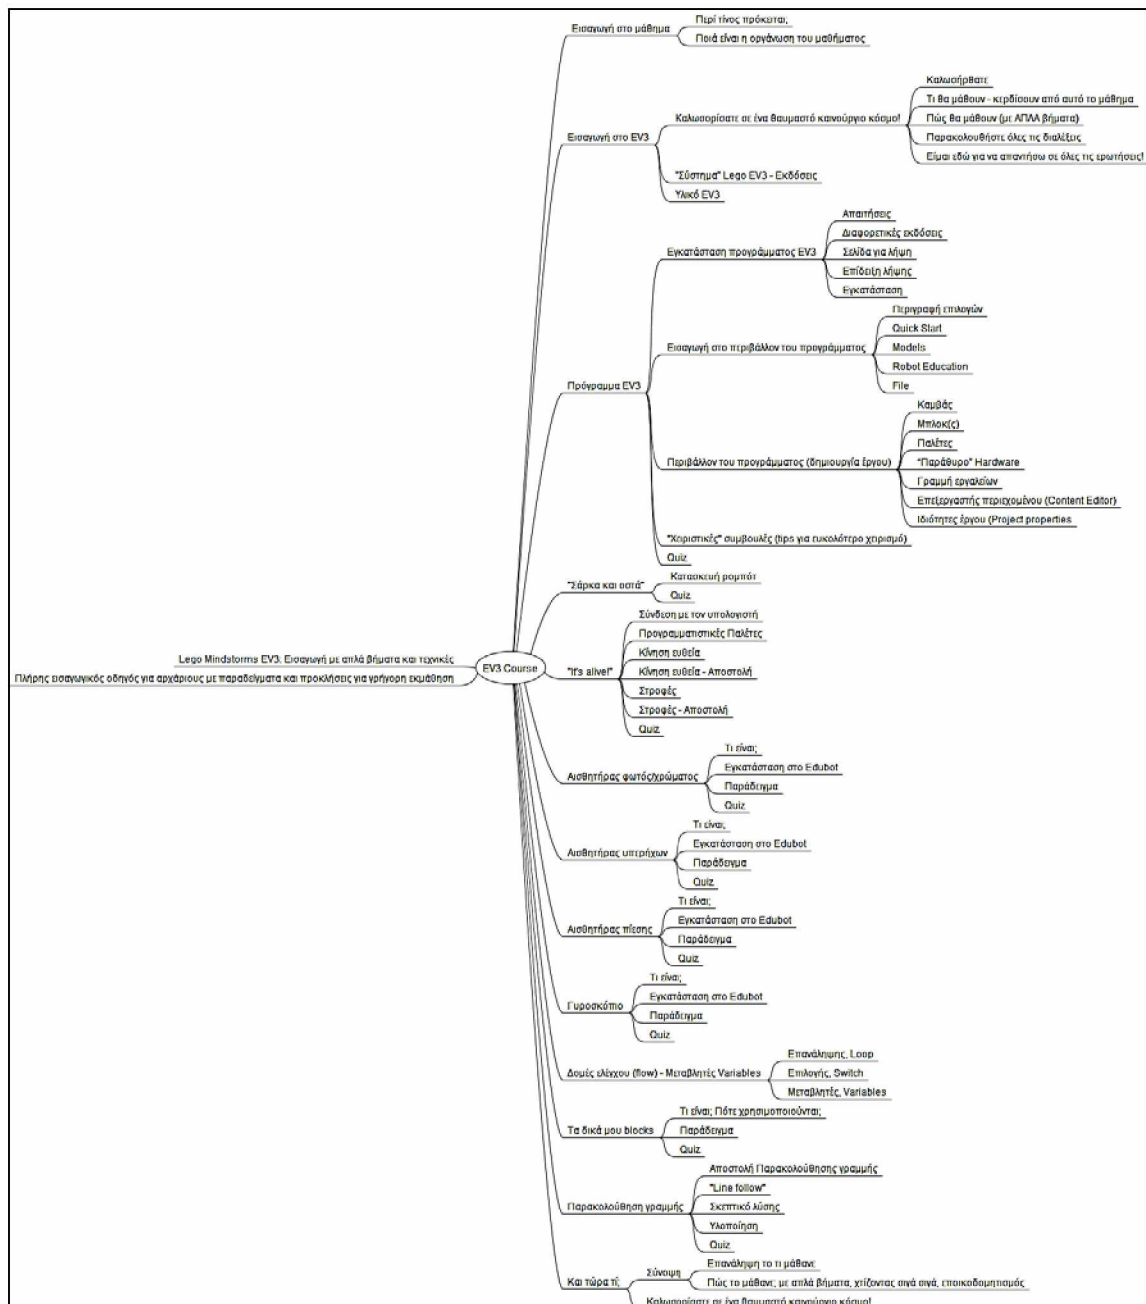 Εισαγωγή στο μάθημα
Περί τίνος πρόκειται;
Ποιά είναι η οργάνωση του μαθήματος
Εισαγωγή στο EV3
Καλωσορίσατε σε ένα θαυμαστό καινούργιο κόσμο!
Καλωσήρθατε
Τι θα μάθουν - κερδίσουν από αυτό το μάθημα
Πώς θα μάθουν (με ΑΠΛΑ βήματα)
Παρακολουθήστε όλες τις διαλέξεις
Είμαι εδώ για να απαντήσω σε όλες τις ερωτήσεις!
"Σύστημα" Lego EV3 - Εκδόσεις
Υλικό EV3
Πρόγραμμα EV3
Εγκατάσταση προγράμματος EV3
Απαιτήσεις
Διαφορετικές εκδόσεις
Σελίδα για λήψη
Επίδειξη λήψης
Εγκατάσταση
Εισαγωγή στο περιβάλλον του προγράμματος
Περιγραφή επιλογών
Quick Start
Models
Robot Education
File
Περιβάλλον του προγράμματος (δημιουργία έργου)
Καμβάς
Μπλοκ(ς)
Παλέτες
"Παράθυρο" Hardware
Γραμμή εργαλείων
Επεξεργαστής περιεχομένου (Content Editor)
Ιδιότητες έργου (Project properties
"Χειριστικές" συμβουλές (tips για ευκολότερο χειρισμό)
Quiz
"Σάρκα και οστά"
Κατασκευή ρομπότ
Quiz
Lego Mindstorms EV3: Εισαγωγή με απλά βήματα και τεχνικές
Πλήρης εισαγωγικός οδηγός για αρχάριους με παραδείγματα και προκλήσεις για γρήγορη εκμάθηση
EV3 Course
"It's alive!"
Σύνδεση με τον υπολογιστή
Προγραμματιστικές Παλέτες
Κίνηση ευθεία
Κίνηση ευθεία - Αποστολή
Στροφές
Στροφές - Αποστολή
Quiz
Αισθητήρας φωτός/χρώματος
Τι είναι;
Εγκατάσταση στο Edubot
Παράδειγμα
Quiz
Αισθητήρας υπερήχων
Τι είναι;
Εγκατάσταση στο Edubot
Παράδειγμα
Quiz
Αισθητήρας πίεσης
Τι είναι;
Εγκατάσταση στο Edubot
Παράδειγμα
Quiz
Γυροσκόπιο
Τι είναι;
Εγκατάσταση στο Edubot
Παράδειγμα
Quiz
Δομές ελέγχου (flow) - Μεταβλητές Variables
Επανάληψης, Loop
Επιλογής, Switch
Μεταβλητές, Variables
Τα δικά μου blocks
Τι είναι; Πότε χρησιμοποιούνται;
Παράδειγμα
Quiz
Παρακολούθηση γραμμής
Αποστολή Παρακολούθησης γραμμής
"Line follow"
Σκεπτικό λύσης
Υλοποίηση
Quiz
Και τώρα τί;
Σύνοψη
Επανάληψη το τι μάθανε
Πώς το μάθανε; με απλά βήματα, χτίζοντας σιγά σιγά, εποικοδομητισμός
Καλωσορίσατε σε ένα θαυμαστό καινούργιο κόσμο!